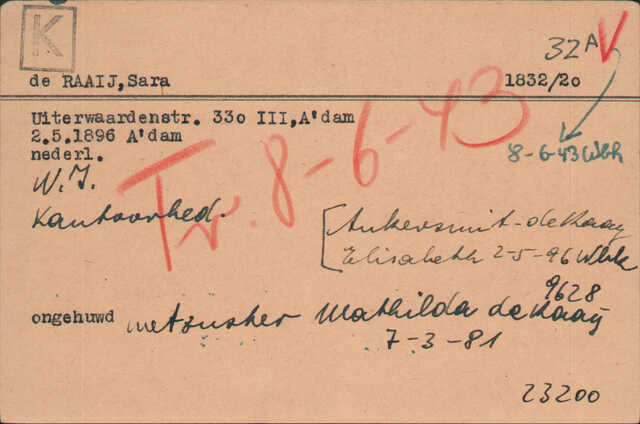 K
32A V
de RAAIJ,Sara 1832/2o
Uiterwaardenstr. 33o III,A'dam
2.5.1896 A'dam
nederl.
8-6-43 Wbk
W.I.
Tr. 8-6-43
Kantoorbed.
[Ankersmit-de Raay
Elisabeth 2-5-96 Wbk
9628
ongehuwd met zuster Mathilda de Raaij
7-3-81
23200